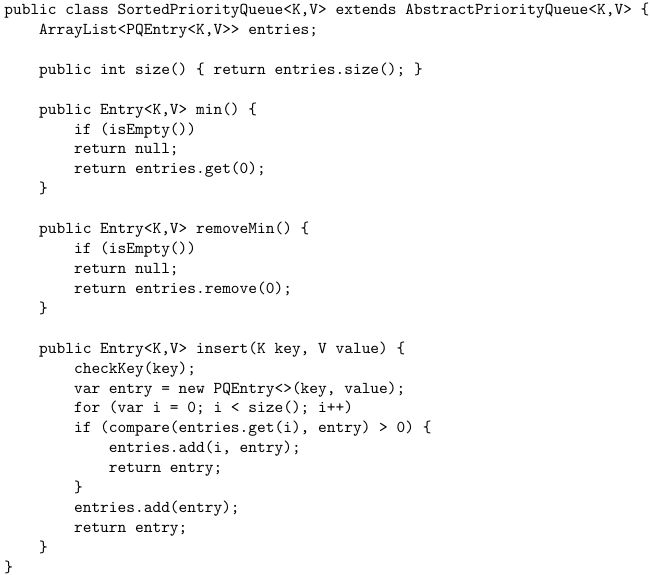 public class SortedPriorityQueue<K,V> extends AbstractPriorityQueue<K,V> {
    ArrayList<PQEntry<K,V>> entries;

    public int size() { return entries.size(); }

    public Entry<K,V> min() {
        if (isEmpty())
        return null;
        return entries.get(0);
    }

    public Entry<K,V> removeMin() {
        if (isEmpty())
        return null;
        return entries.remove(0);
    }

    public Entry<K,V> insert(K key, V value) {
        checkKey(key);
        var entry = new PQEntry<>(key, value);
        for (var i = 0; i < size(); i++)
        if (compare(entries.get(i), entry) > 0) {
            entries.add(i, entry);
            return entry;
        }
        entries.add(entry);
        return entry;
    }
}